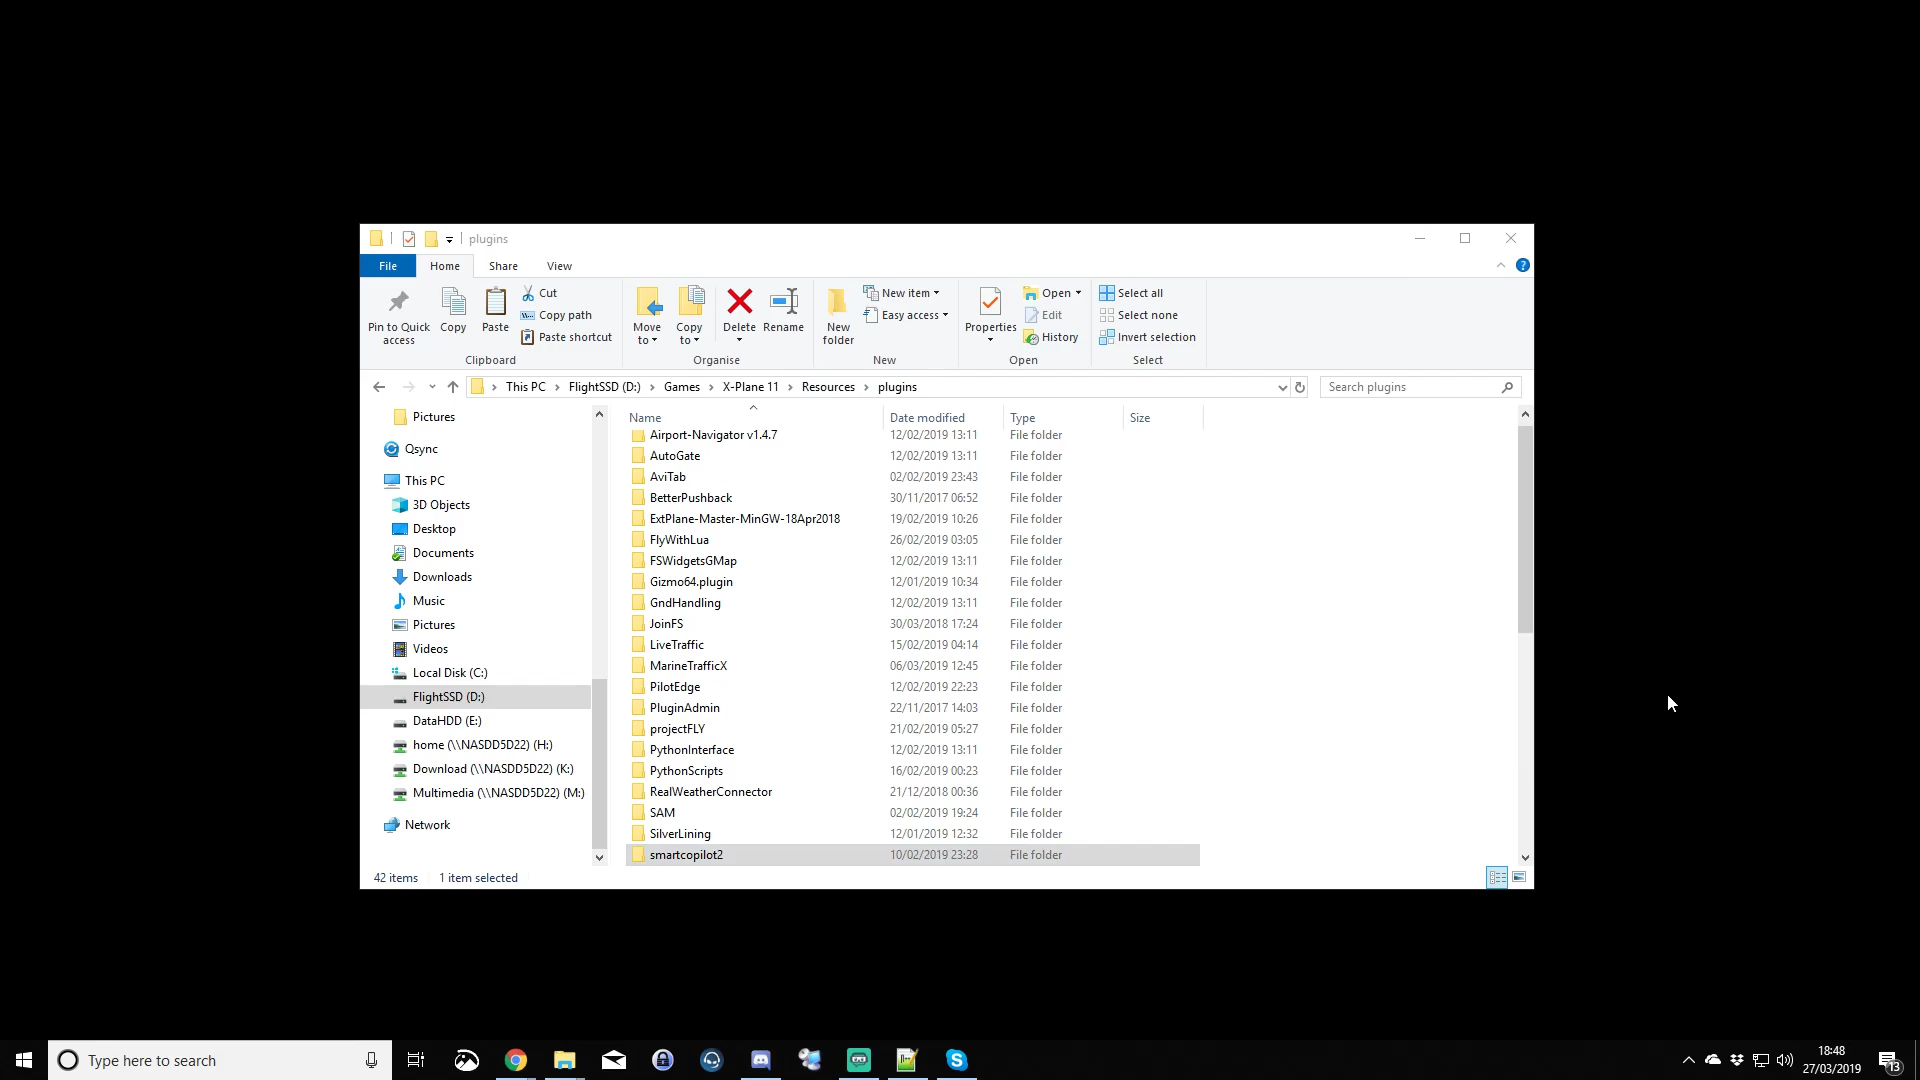 plugins
File Home Share View
Pin to Quick access
Copy
Paste
Cut
Copy path
Paste shortcut
Clipboard
Move to
Copy to
Delete
Rename
Organise
New folder
New item
Easy access
New
Properties
Open
Edit
History
Open
Select all
Select none
Invert selection
Select
This PC FlightSSD (D:) Games X-Plane 11 Resources plugins
Search plugins
Pictures
Qsync
This PC
3D Objects
Desktop
Documents
Downloads
Music
Pictures
Videos
Local Disk (C:)
FlightSSD (D:)
DataHDD (E:)
home (\\NASDD5D22) (H:)
Download (\\NASDD5D22) (K:)
Multimedia (\\NASDD5D22) (M:)
Network
Name Date modified Type Size
Airport-Navigator v1.4.7 12/02/2019 13:11 File folder
AutoGate 12/02/2019 13:11 File folder
AviTab 02/02/2019 23:43 File folder
BetterPushback 30/11/2017 06:52 File folder
ExtPlane-Master-MinGW-18Apr2018 19/02/2019 10:26 File folder
FlyWithLua 26/02/2019 03:05 File folder
FSWidgetsGMap 12/02/2019 13:11 File folder
Gizmo64.plugin 12/01/2019 10:34 File folder
GndHandling 12/02/2019 13:11 File folder
JoinFS 30/03/2018 17:24 File folder
LiveTraffic 15/02/2019 04:14 File folder
MarineTrafficX 06/03/2019 12:45 File folder
PilotEdge 12/02/2019 22:23 File folder
PluginAdmin 22/11/2017 14:03 File folder
projectFLY 21/02/2019 05:27 File folder
PythonInterface 12/02/2019 13:11 File folder
PythonScripts 16/02/2019 00:23 File folder
RealWeatherConnector 21/12/2018 00:36 File folder
SAM 02/02/2019 19:24 File folder
SilverLining 12/01/2019 12:32 File folder
smartcopilot2 10/02/2019 23:28 File folder
42 items 1 item selected
Type here to search
18:48
27/03/2019
13